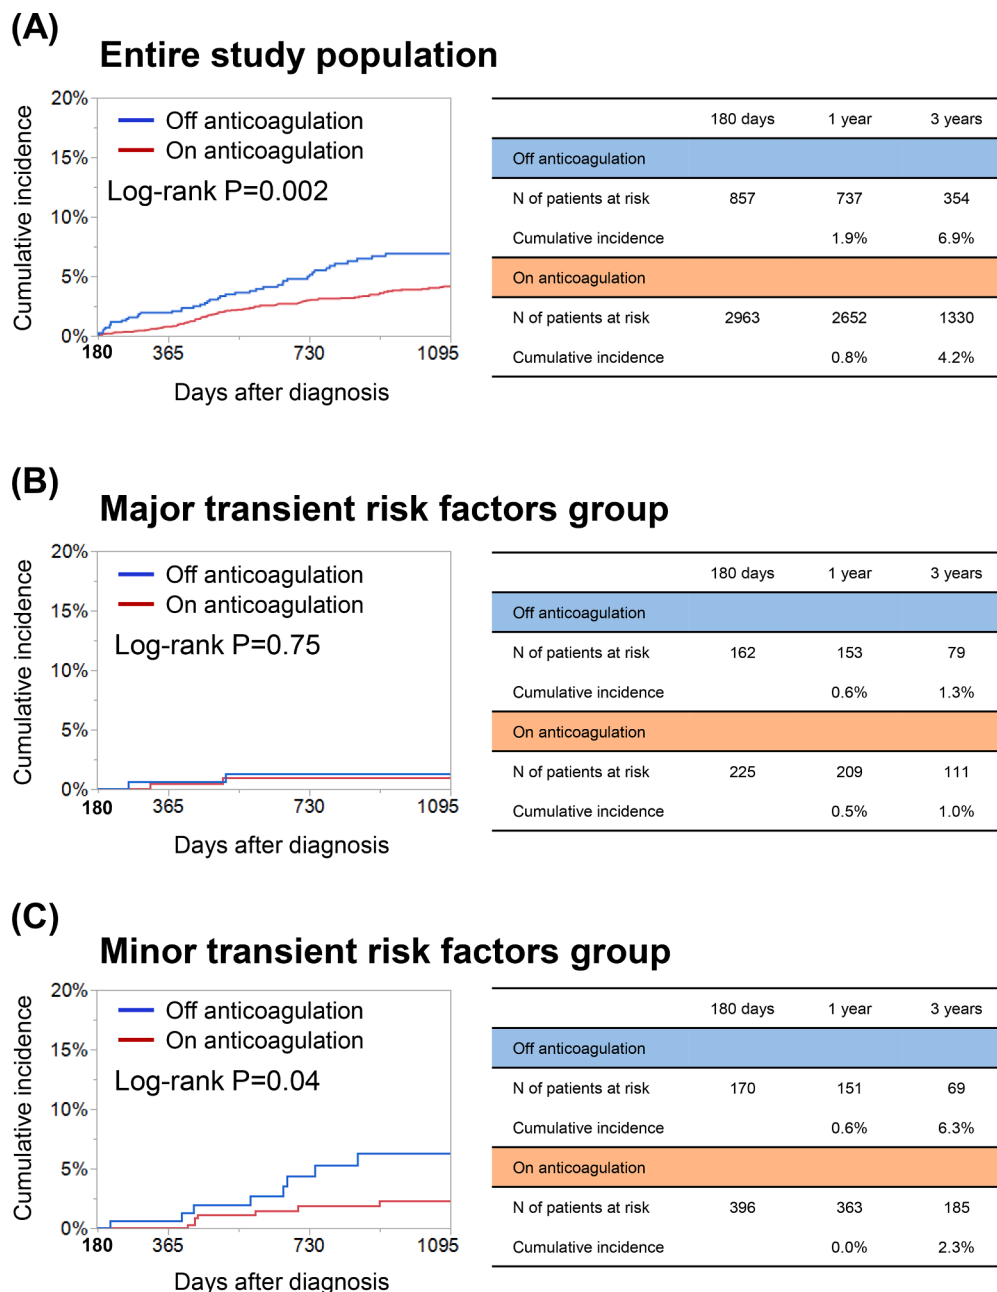 (A)
Entire study population
20%
15%
10%
5%
0%
Cumulative incidence
Off anticoagulation
On anticoagulation
Log-rank P=0.002
180 365 730 1095
Days after diagnosis
180 days 1 year 3 years
Off anticoagulation
N of patients at risk 857 737 354
Cumulative incidence 1.9% 6.9%
On anticoagulation
N of patients at risk 2963 2652 1330
Cumulative incidence 0.8% 4.2%
(B)
Major transient risk factors group
20%
15%
10%
5%
0%
Cumulative incidence
Off anticoagulation
On anticoagulation
Log-rank P=0.75
180 365 730 1095
Days after diagnosis
180 days 1 year 3 years
Off anticoagulation
N of patients at risk 162 153 79
Cumulative incidence 0.6% 1.3%
On anticoagulation
N of patients at risk 225 209 111
Cumulative incidence 0.5% 1.0%
(C)
Minor transient risk factors group
20%
15%
10%
5%
0%
Cumulative incidence
Off anticoagulation
On anticoagulation
Log-rank P=0.04
180 365 730 1095
Days after diagnosis
180 days 1 year 3 years
Off anticoagulation
N of patients at risk 170 151 69
Cumulative incidence 0.6% 6.3%
On anticoagulation
N of patients at risk 396 363 185
Cumulative incidence 0.0% 2.3%